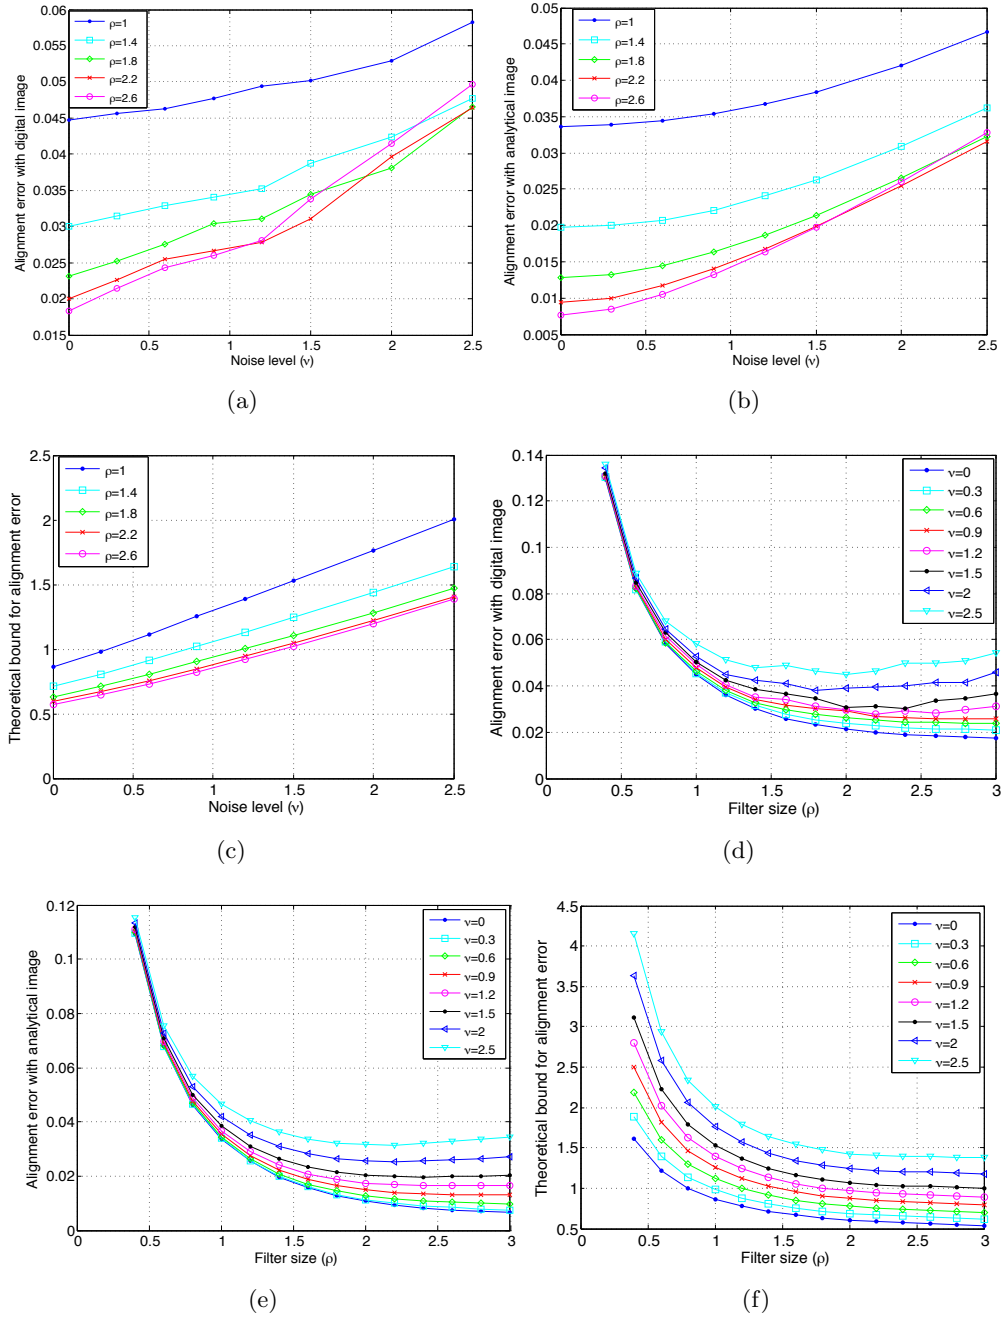 0.06
0.055
0.05
0.045
0.04
0.035
0.03
0.025
0.02
0.015
0
0.5
1
1.5
2
2.5
Alignment error with digital image
Noise level (ν)
ρ=1
ρ=1.4
ρ=1.8
ρ=2.2
ρ=2.6
(a)
0.05
0.045
0.04
0.035
0.03
0.025
0.02
0.015
0.01
0.005
0
0.5
1
1.5
2
2.5
Alignment error with analytical image
Noise level (ν)
ρ=1
ρ=1.4
ρ=1.8
ρ=2.2
ρ=2.6
(b)
2.5
2
1.5
1
0.5
0
0
0.5
1
1.5
2
2.5
Theoretical bound for alignment error
Noise level (ν)
ρ=1
ρ=1.4
ρ=1.8
ρ=2.2
ρ=2.6
(c)
0.14
0.12
0.1
0.08
0.06
0.04
0.02
0
0
0.5
1
1.5
2
2.5
3
Alignment error with digital image
Filter size (ρ)
ν=0
ν=0.3
ν=0.6
ν=0.9
ν=1.2
ν=1.5
ν=2
ν=2.5
(d)
0.12
0.1
0.08
0.06
0.04
0.02
0
0
0.5
1
1.5
2
2.5
3
Alignment error with analytical image
Filter size (ρ)
ν=0
ν=0.3
ν=0.6
ν=0.9
ν=1.2
ν=1.5
ν=2
ν=2.5
(e)
4.5
4
3.5
3
2.5
2
1.5
1
0.5
0
0.5
1
1.5
2
2.5
3
Theoretical bound for alignment error
Filter size (ρ)
ν=0
ν=0.3
ν=0.6
ν=0.9
ν=1.2
ν=1.5
ν=2
ν=2.5
(f)